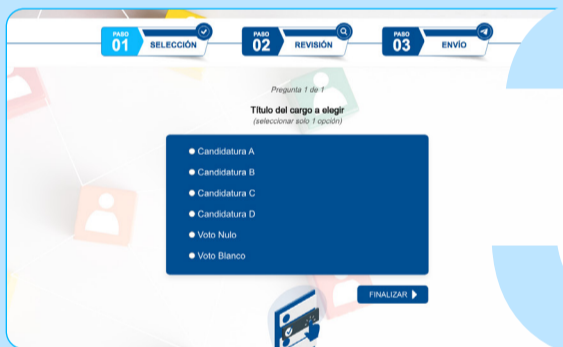 PASO
01
SELECCIÓN
PASO
02
REVISIÓN
PASO
03
ENVÍO
Pregunta 1 de 1
Título del cargo a elegir
(seleccionar solo 1 opción)
Candidatura A
Candidatura B
Candidatura C
Candidatura D
Voto Nulo
Voto Blanco
FINALIZAR